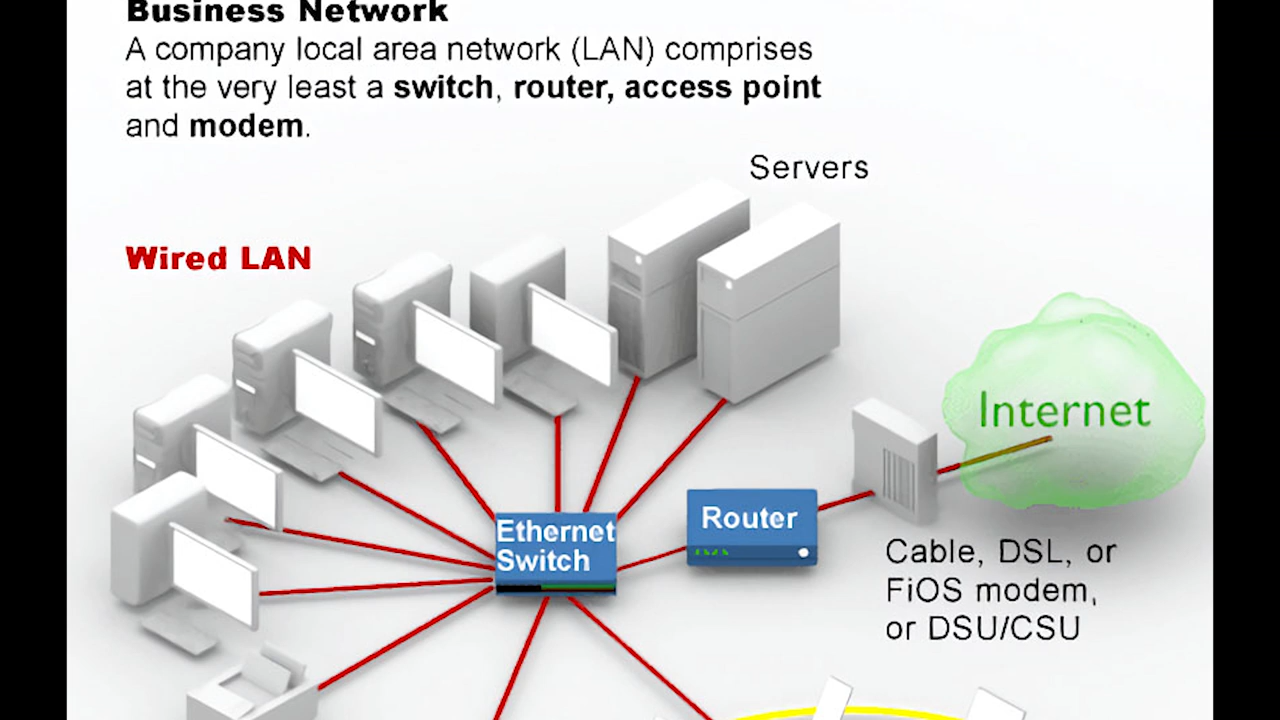 Business Network
A company local area network (LAN) comprises
at the very least a switch, router, access point
and modem.
Servers
Wired LAN
Internet
Router
Ethernet
Switch
Cable, DSL, or
FiOS modem,
or DSU/CSU